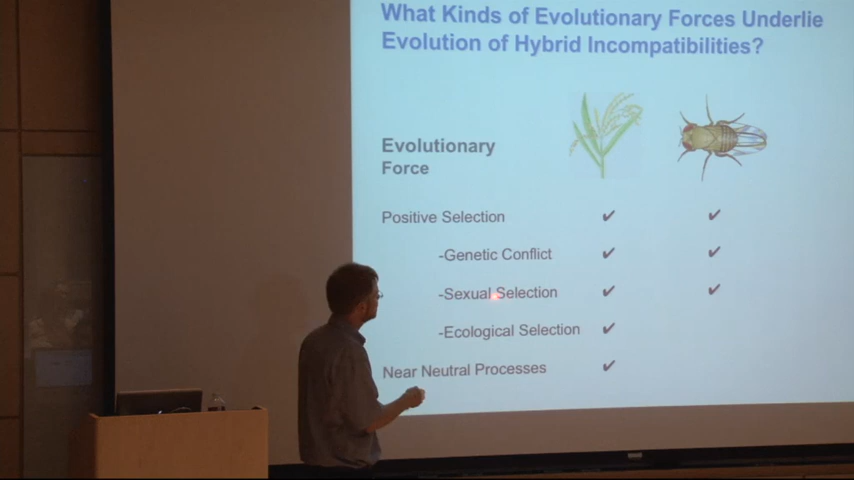 What Kinds of Evolutionary Forces Underlie
Evolution of Hybrid Incompatibilities?
Evolutionary
Force
Positive Selection ✔ ✔
-Genetic Conflict ✔ ✔
-Sexual Selection ✔ ✔
-Ecological Selection ✔
Near Neutral Processes ✔